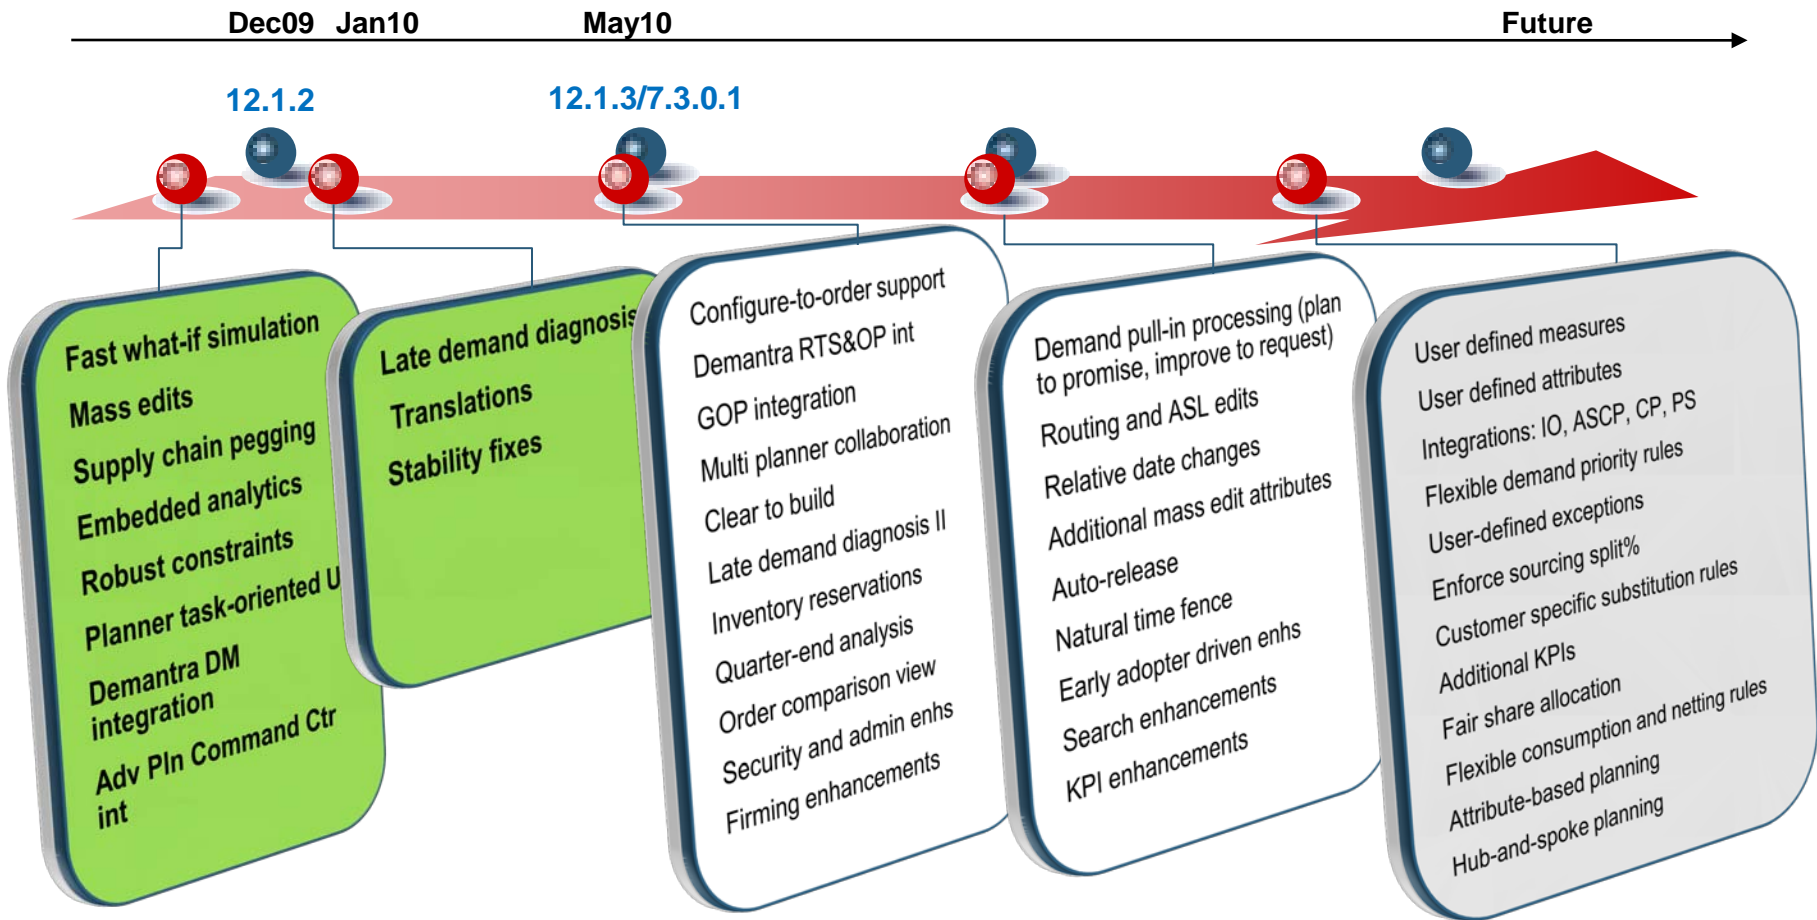 Dec09
Jan10
May10
Future
12.1.2
12.1.3/7.3.0.1
Fast what-if simulation
Mass edits
Supply chain pegging
Embedded analytics
Robust constraints
Planner task-oriented U
Demantra DM
integration
Adv Pln Command Ctr
int
Late demand diagnosis
Translations
Stability fixes
Configure-to-order support
Demantra RTS&OP int
GOP integration
Multi planner collaboration
Clear to build
Late demand diagnosis II
Inventory reservations
Quarter-end analysis
Order comparison view
Security and admin enhs
Firming enhancements
Demand pull-in processing (plan
to promise, improve to request)
Routing and ASL edits
Relative date changes
Additional mass edit attributes
Auto-release
Natural time fence
Early adopter driven enhs
Search enhancements
KPI enhancements
User defined measures
User defined attributes
Integrations: IO, ASCP, CP, PS
Flexible demand priority rules
User-defined exceptions
Enforce sourcing split%
Customer specific substitution rules
Additional KPIs
Fair share allocation
Flexible consumption and netting rules
Attribute-based planning
Hub-and-spoke planning